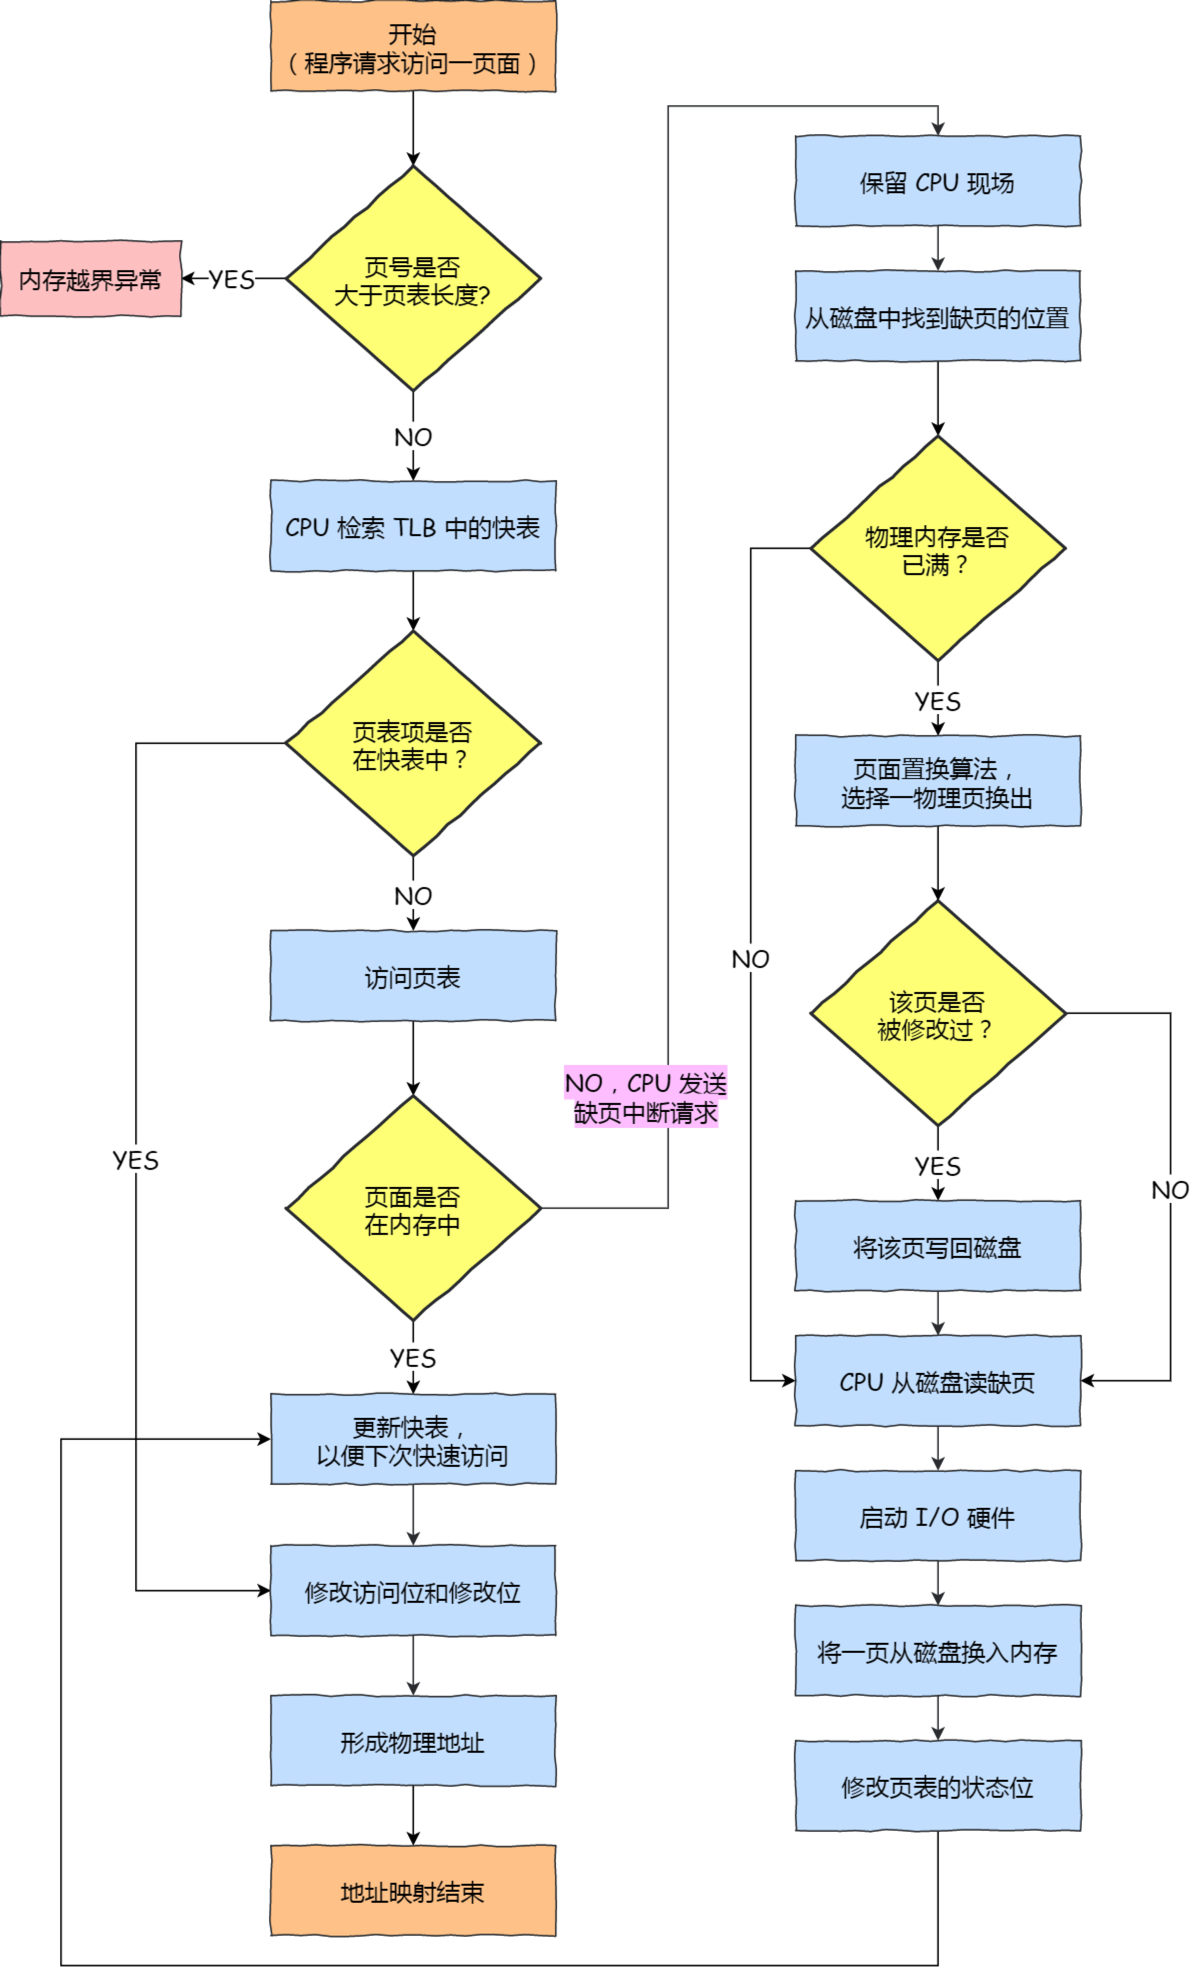 开始
（程序请求访问一页面）
页号是否
大于页表长度?
YES
内存越界异常
NO
CPU 检索 TLB 中的快表
页表项是否
在快表中？
YES
NO
访问页表
页面是否
在内存中
NO，CPU 发送
缺页中断请求
YES
更新快表，
以便下次快速访问
修改访问位和修改位
形成物理地址
地址映射结束
保留 CPU 现场
从磁盘中找到缺页的位置
物理内存是否
已满？
NO
YES
页面置换算法，
选择一物理页换出
该页是否
被修改过？
YES
NO
将该页写回磁盘
CPU 从磁盘读缺页
启动 I/O 硬件
将一页从磁盘换入内存
修改页表的状态位